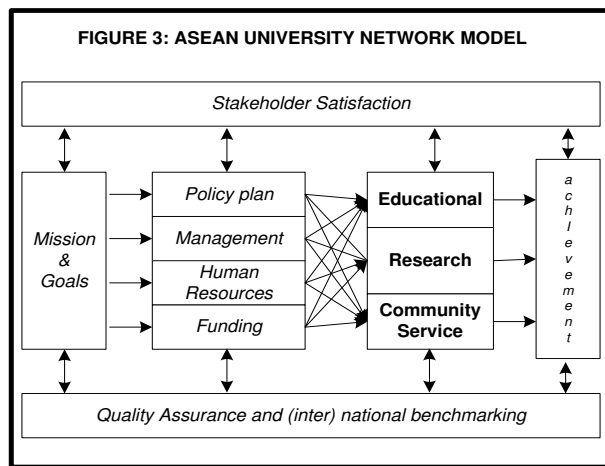 FIGURE 3: ASEAN UNIVERSITY NETWORK MODEL
Stakeholder Satisfaction
Mission
&
Goals
Policy plan
Management
Human
Resources
Funding
Educational
Research
Community
Service
achievement
Quality Assurance and (inter) national benchmarking